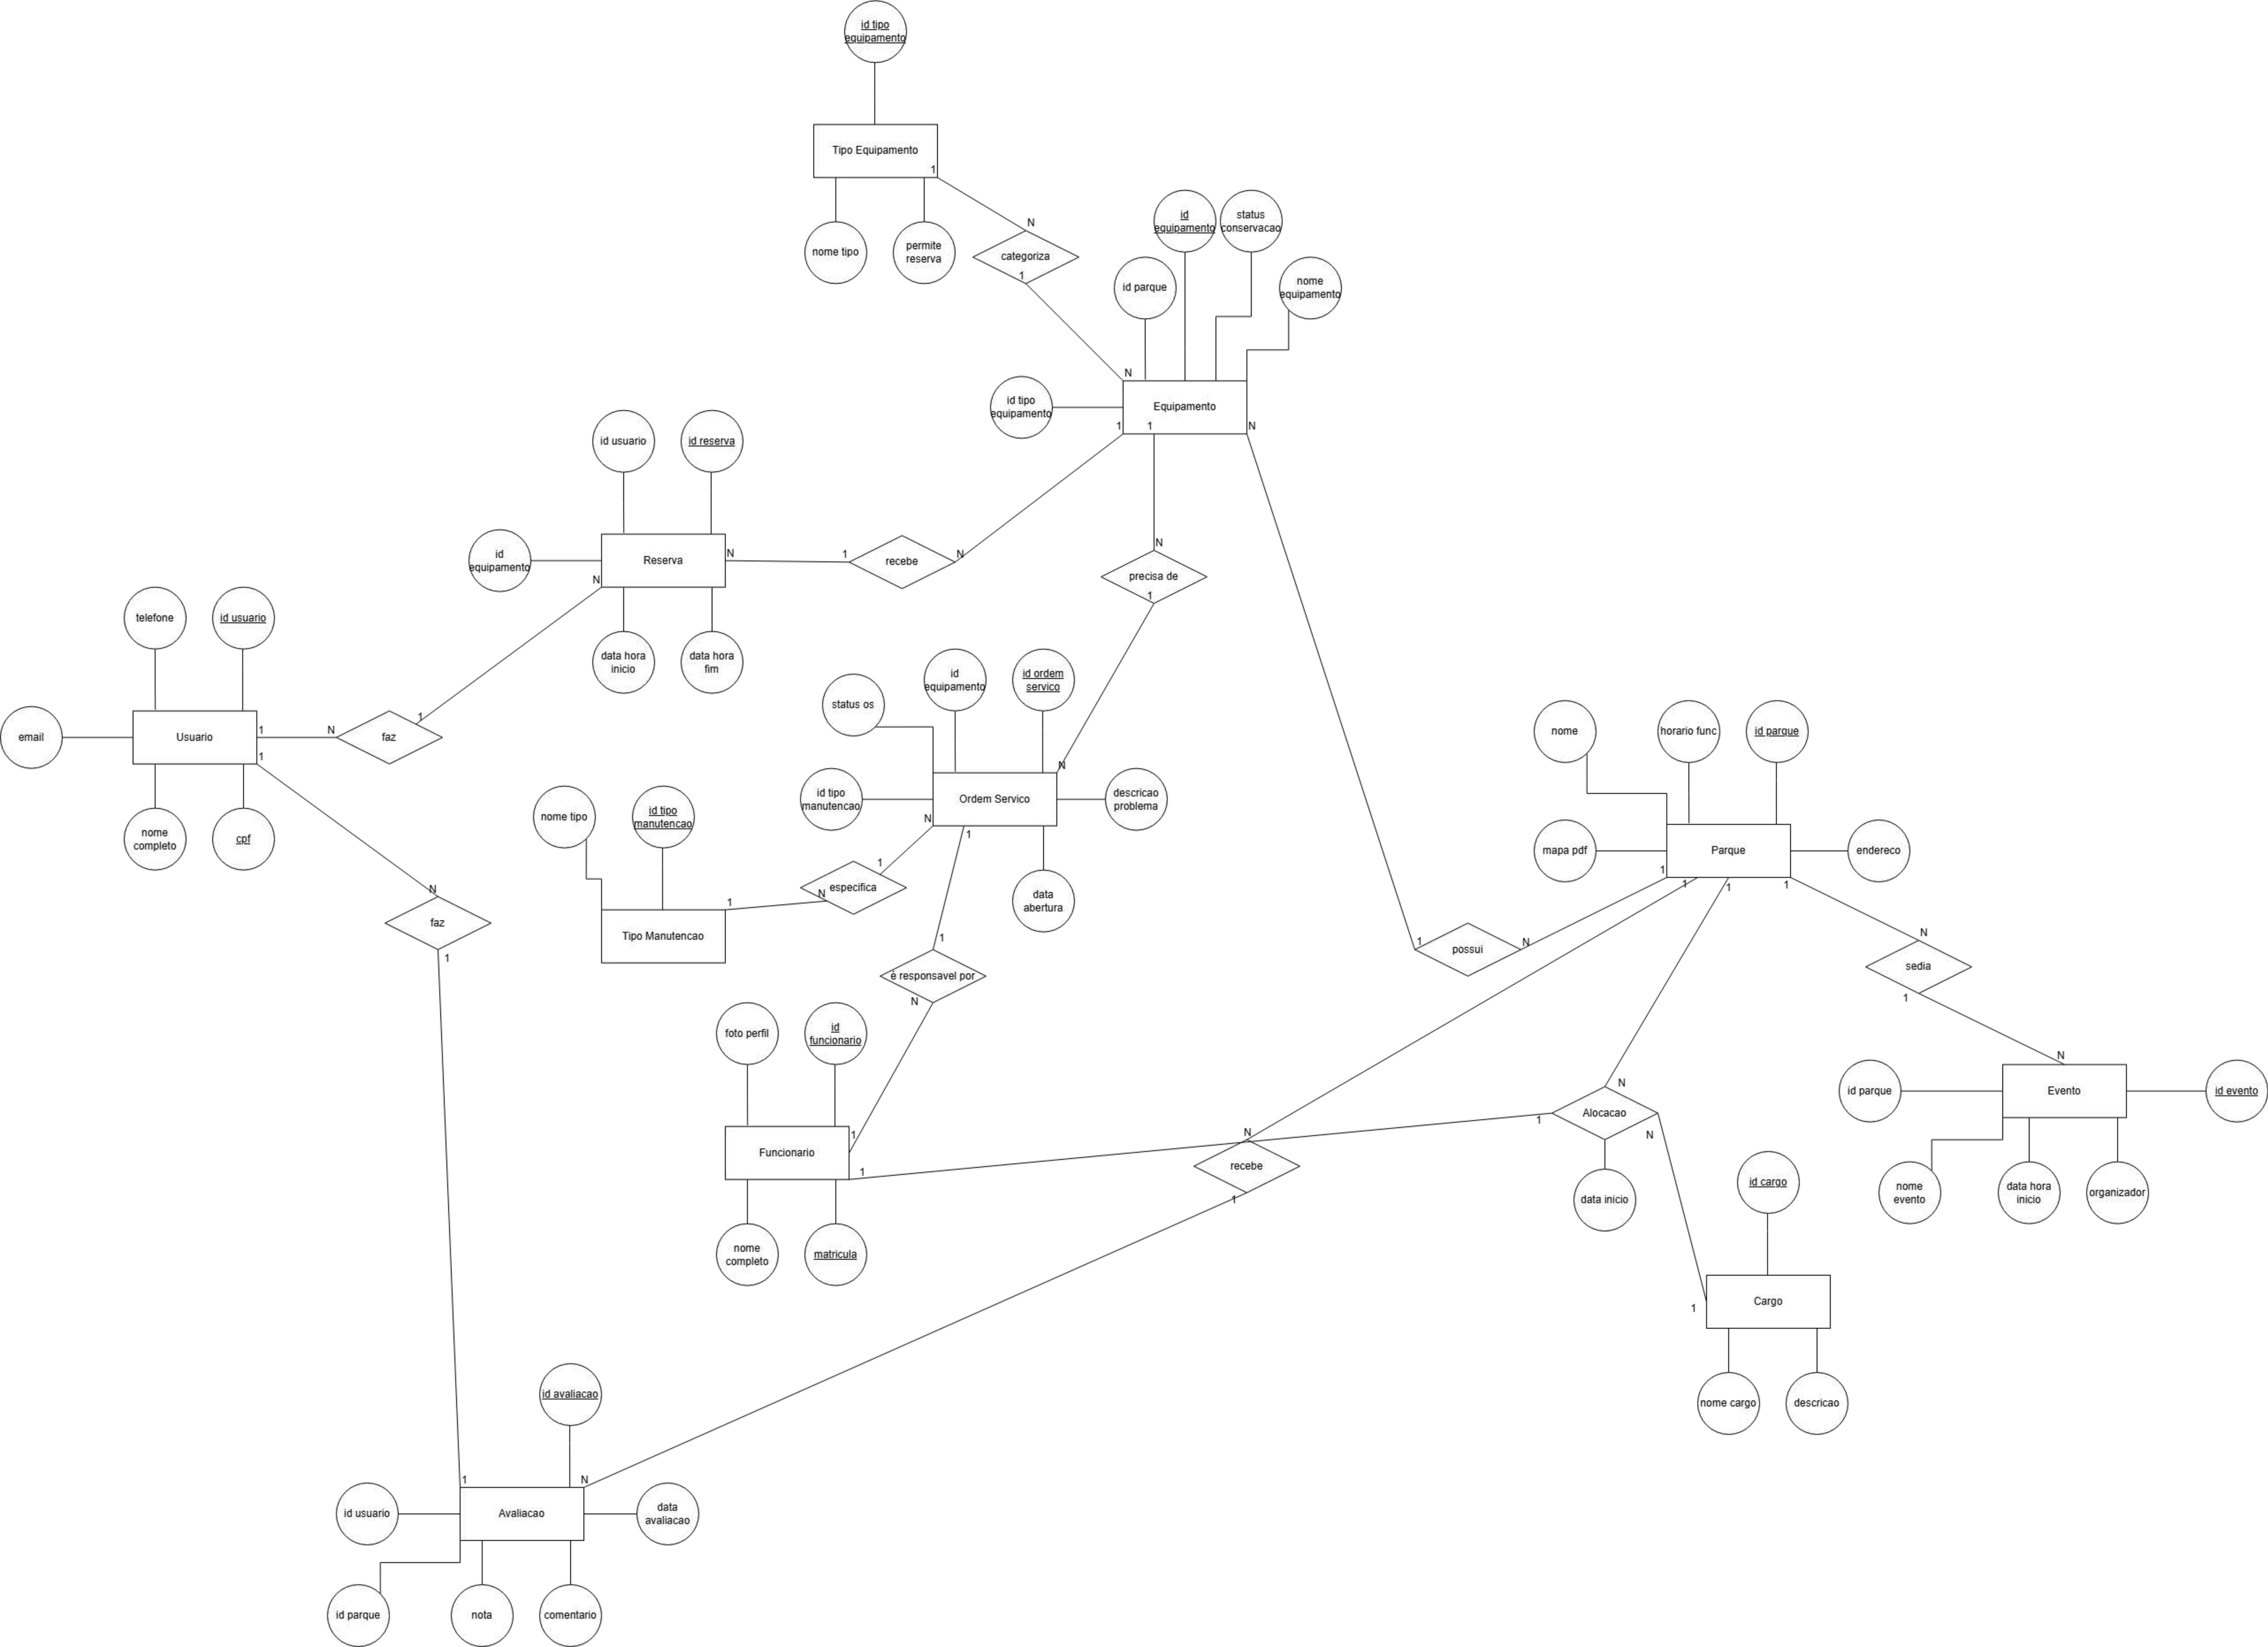 id tipo
equipamento
Tipo Equipamento
1
nome tipo
permite
reserva
N
categoriza
1
id
equipamento
status
conservacao
id parque
nome
equipamento
N
id tipo
equipamento
Equipamento
1
1
N
id usuario
id reserva
id
equipamento
Reserva
N
N
1
recebe
N
data hora
inicio
data hora
fim
N
precisa de
1
telefone
id usuario
email
Usuario
1
1
N
faz
1
nome
completo
cpf
status os
id
equipamento
id ordem
servico
N
id tipo
manutencao
Ordem Servico
descricao
problema
N
1
data
abertura
nome tipo
id tipo
manutencao
Tipo Manutencao
1
1
especifica
N
N
faz
1
1
é responsavel por
N
nome
horario func
id parque
mapa pdf
Parque
endereco
1
1
1
1
1
possui
N
N
sedia
1
foto perfil
id
funcionario
Funcionario
1
1
nome
completo
matricula
N
recebe
1
N
Alocacao
1
N
data inicio
N
id parque
Evento
id evento
nome
evento
data hora
inicio
organizador
id cargo
1
Cargo
nome cargo
descricao
id avaliacao
1
N
id usuario
Avaliacao
data
avaliacao
id parque
nota
comentario